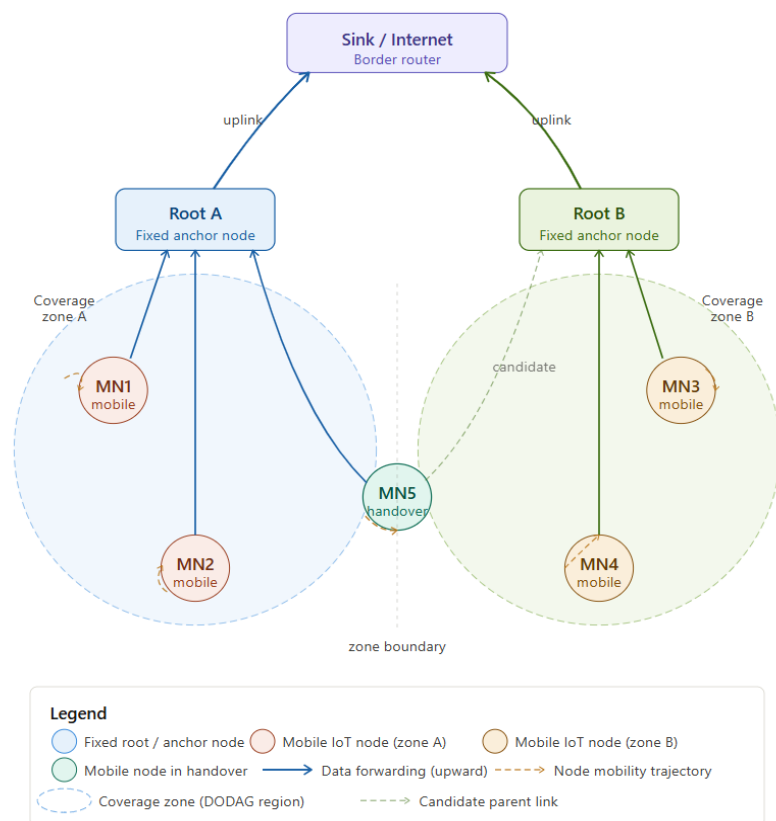 Sink / Internet
Border router
uplink
uplink
Root A
Fixed anchor node
Root B
Fixed anchor node
Coverage
zone A
Coverage
zone B
MN1
mobile
candidate
MN3
mobile
MN5
handover
MN2
mobile
MN4
mobile
zone boundary
Legend
Fixed root / anchor node
Mobile IoT node (zone A)
Mobile IoT node (zone B)
Mobile node in handover
Data forwarding (upward)
Node mobility trajectory
Coverage zone (DODAG region)
Candidate parent link